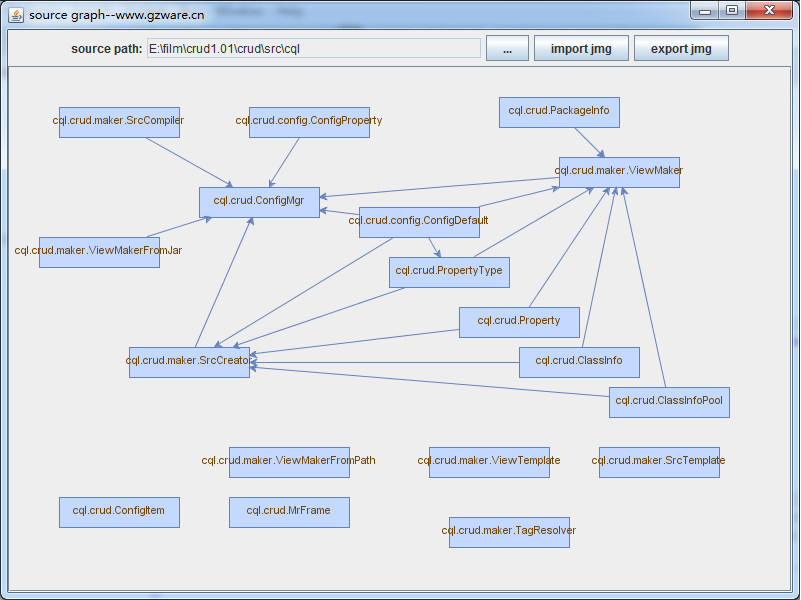 source graph--www.gzware.cn
source path: E:\film\crud1.01\crud\src\cql ... import jmg export jmg
cql.crud.PackageInfo
cql.crud.maker.SrcCompiler cql.crud.config.ConfigProperty
cql.crud.maker.ViewMaker
cql.crud.ConfigMgr
cql.crud.config.ConfigDefault
cql.crud.maker.ViewMakerFromJar
cql.crud.PropertyType
cql.crud.Property
cql.crud.maker.SrcCreator cql.crud.ClassInfo
cql.crud.ClassInfoPool
cql.crud.maker.ViewMakerFromPath cql.crud.maker.ViewTemplate cql.crud.maker.SrcTemplate
cql.crud.ConfigItem cql.crud.MrFrame
cql.crud.maker.TagResolver